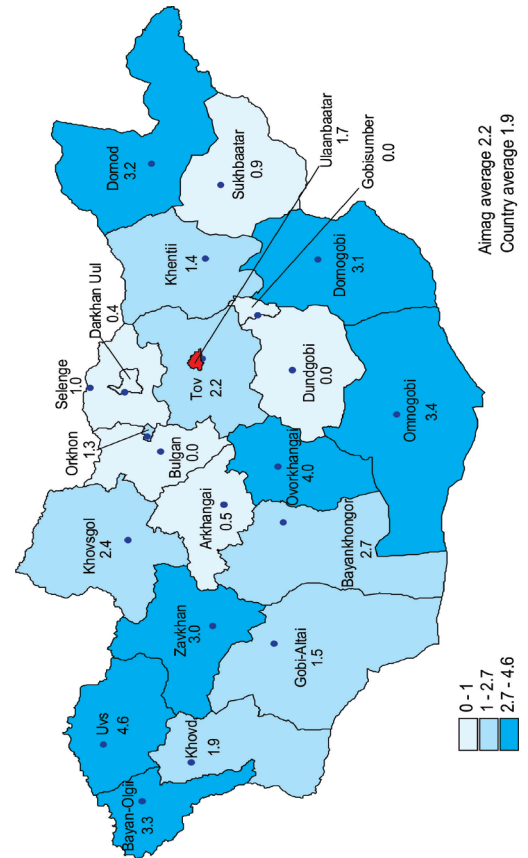 Bayan-Olgii
3.3
Uvs
4.6
Khovd
1.9
Zavkhan
3.0
Gobi-Altai
1.5
Khovsgol
2.4
Arkhangai
0.5
Bayankhongor
2.7
Ovorkhangai
4.0
Orkhon
1.3
Bulgan
0.0
Selenge
1.0
Darkhan Uul
0.4
Tov
2.2
Omnogobi
3.4
Dundgobi
0.0
Khentii
1.4
Dornod
3.2
Sukhbaatar
0.9
Dornogobi
3.1
Ulaanbaatar
1.7
Gobisumber
0.0
0 - 1
1 - 2.7
2.7 - 4.6
Aimag average 2.2
Country average 1.9